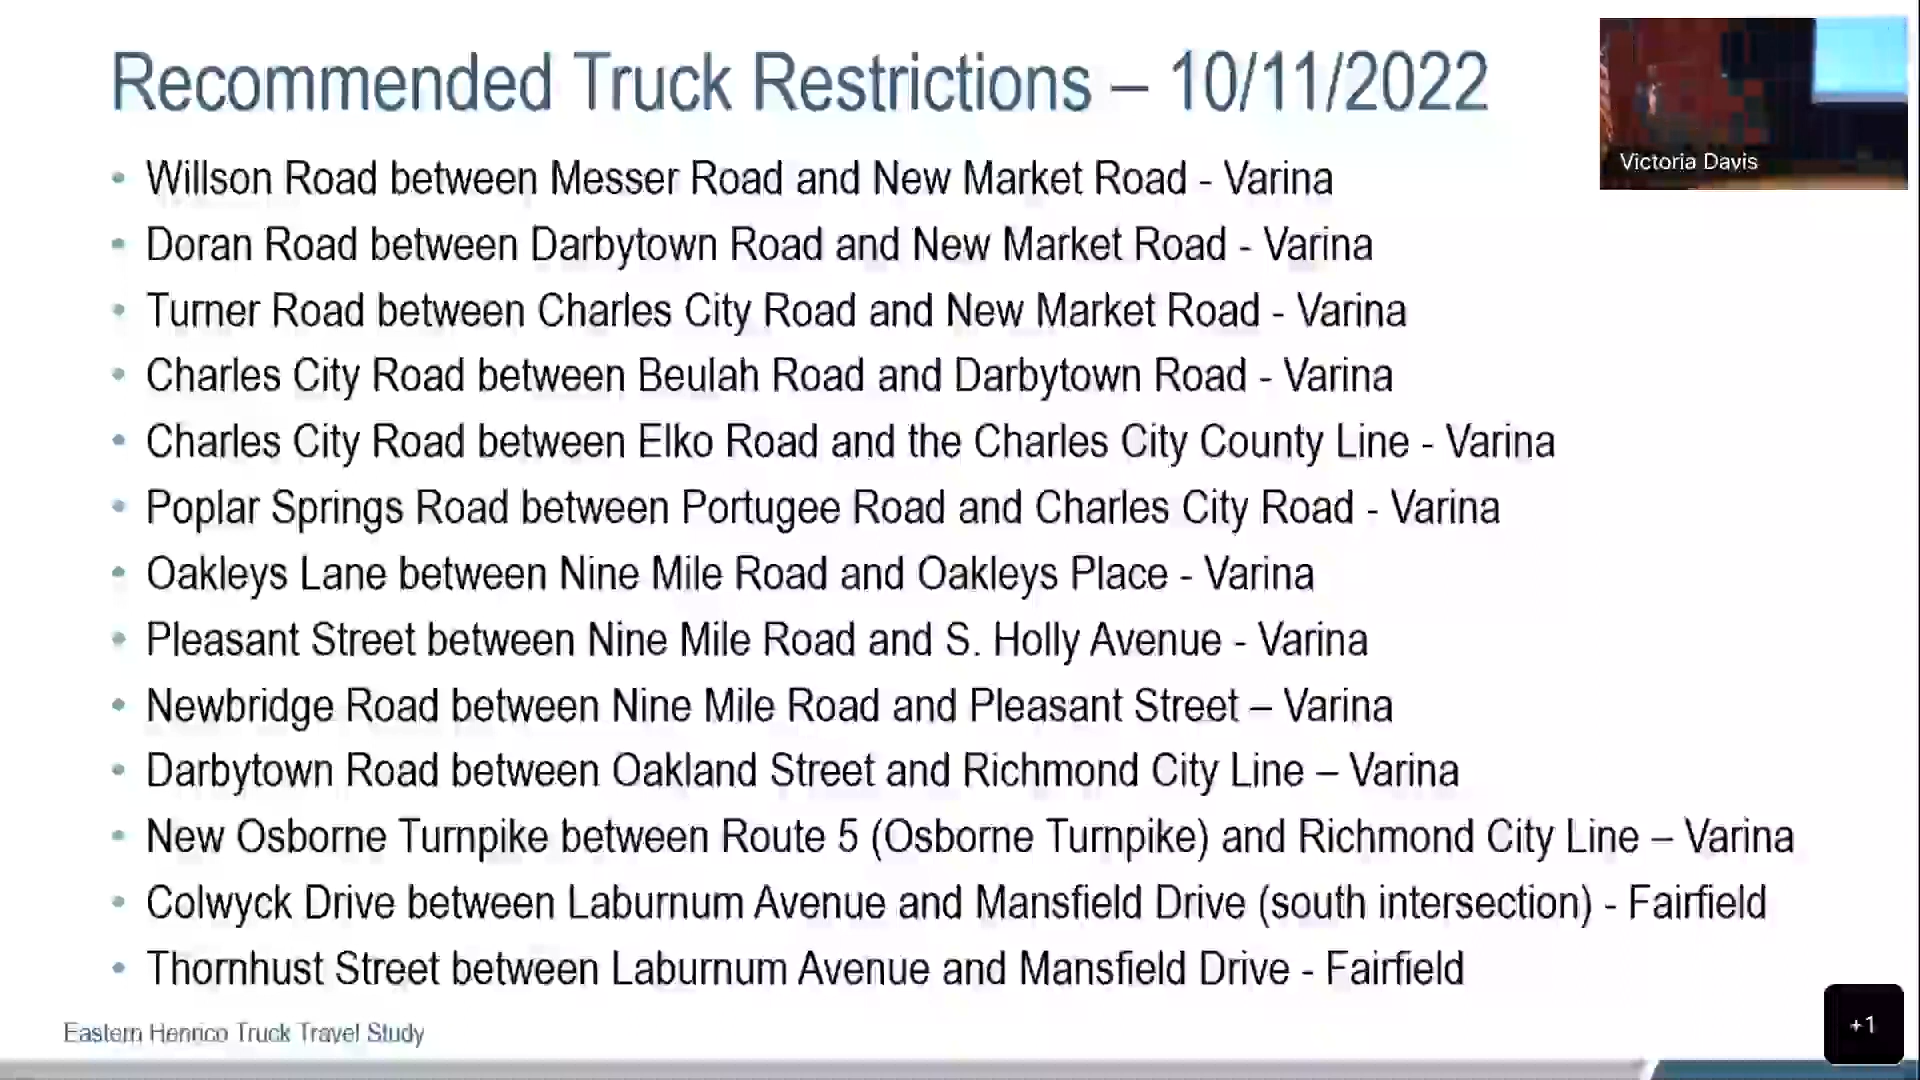 Recommended Truck Restrictions – 10/11/2022
Victoria Davis
• Willson Road between Messer Road and New Market Road - Varina
• Doran Road between Darbytown Road and New Market Road - Varina
• Turner Road between Charles City Road and New Market Road - Varina
• Charles City Road between Beulah Road and Darbytown Road - Varina
• Charles City Road between Elko Road and the Charles City County Line - Varina
• Poplar Springs Road between Portugee Road and Charles City Road - Varina
• Oakleys Lane between Nine Mile Road and Oakleys Place - Varina
• Pleasant Street between Nine Mile Road and S. Holly Avenue - Varina
• Newbridge Road between Nine Mile Road and Pleasant Street – Varina
• Darbytown Road between Oakland Street and Richmond City Line – Varina
• New Osborne Turnpike between Route 5 (Osborne Turnpike) and Richmond City Line – Varina
• Colwyck Drive between Laburnum Avenue and Mansfield Drive (south intersection) - Fairfield
• Thornhust Street between Laburnum Avenue and Mansfield Drive - Fairfield
Eastern Henrico Truck Travel Study
+1